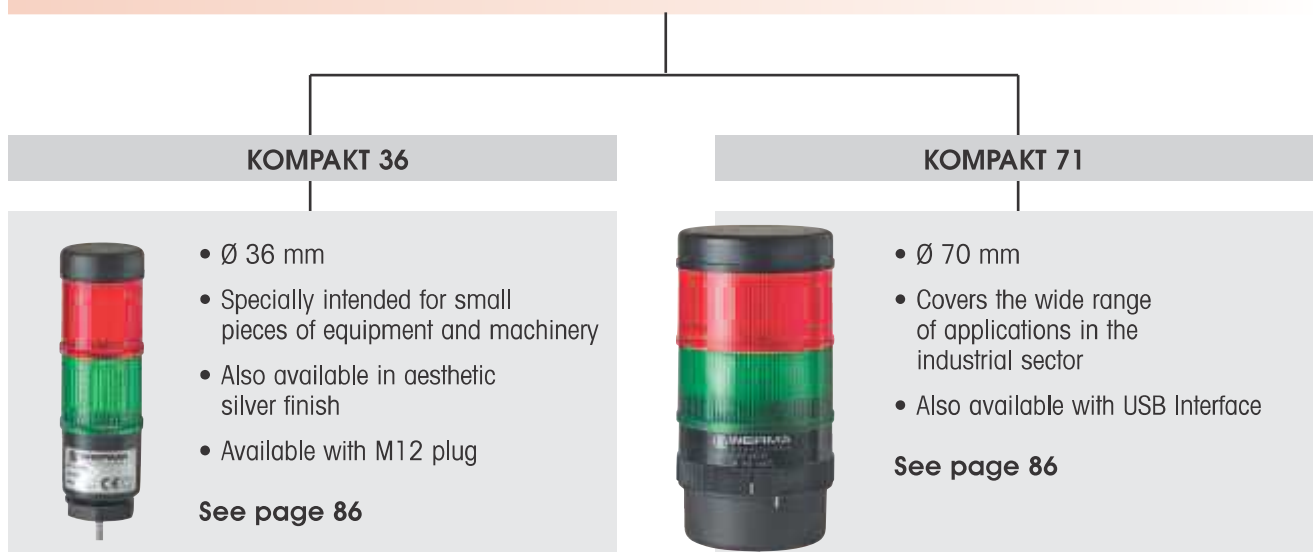 KOMPAKT 36
• Ø 36 mm
• Specially intended for small
pieces of equipment and machinery
• Also available in aesthetic
silver finish
• Available with M12 plug
See page 86
KOMPAKT 71
• Ø 70 mm
• Covers the wide range
of applications in the
industrial sector
• Also available with USB Interface
See page 86
WERMA